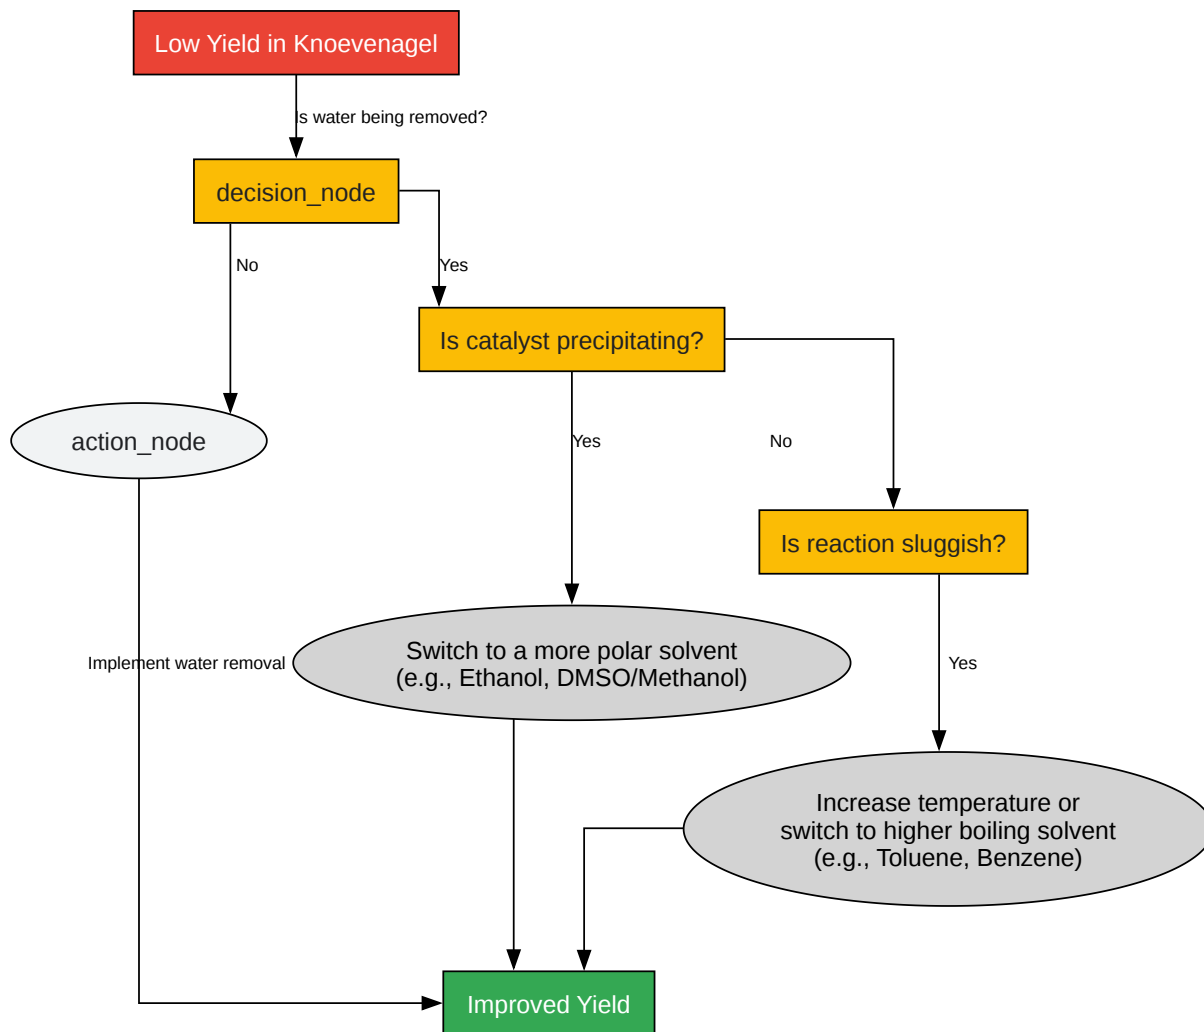 Low Yield in Knoevenagel
Is water being removed?
decision_node
No
Yes
Is catalyst precipitating?
action_node
Yes
No
Is reaction sluggish?
Implement water removal
Switch to a more polar solvent
(e.g., Ethanol, DMSO/Methanol)
Yes
Increase temperature or
switch to higher boiling solvent
(e.g., Toluene, Benzene)
Improved Yield